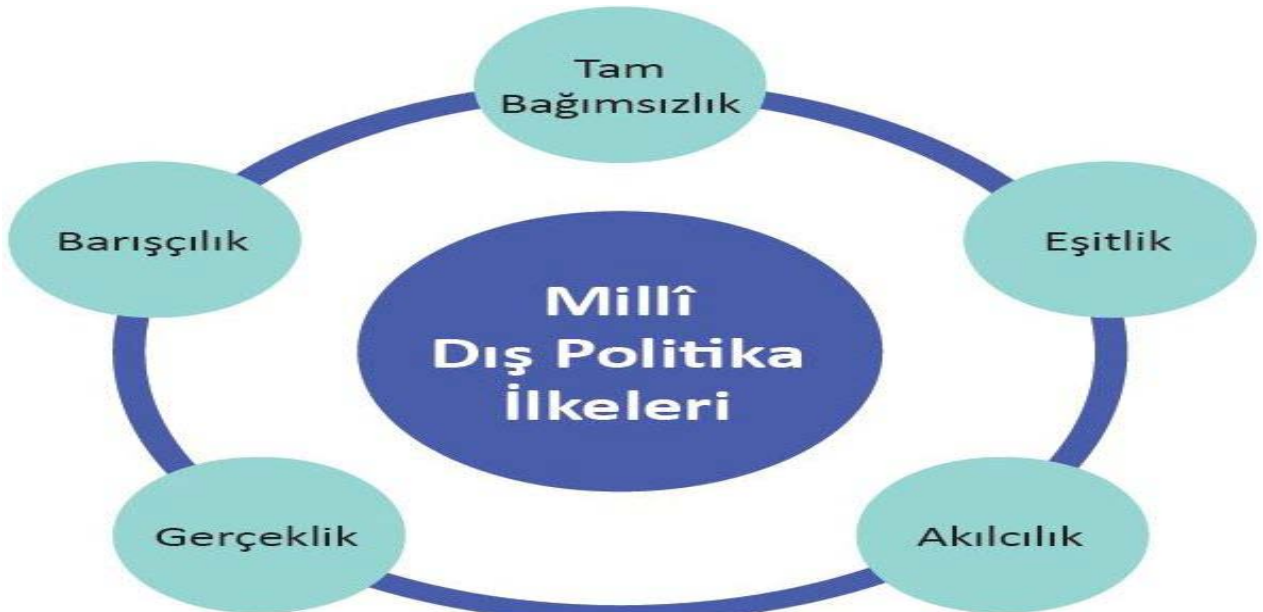 Tam
Bağımsızlık
Barışçılık
Eşitlik
Millî
Dış Politika
İlkeleri
Gerçeklik
Akılcılık